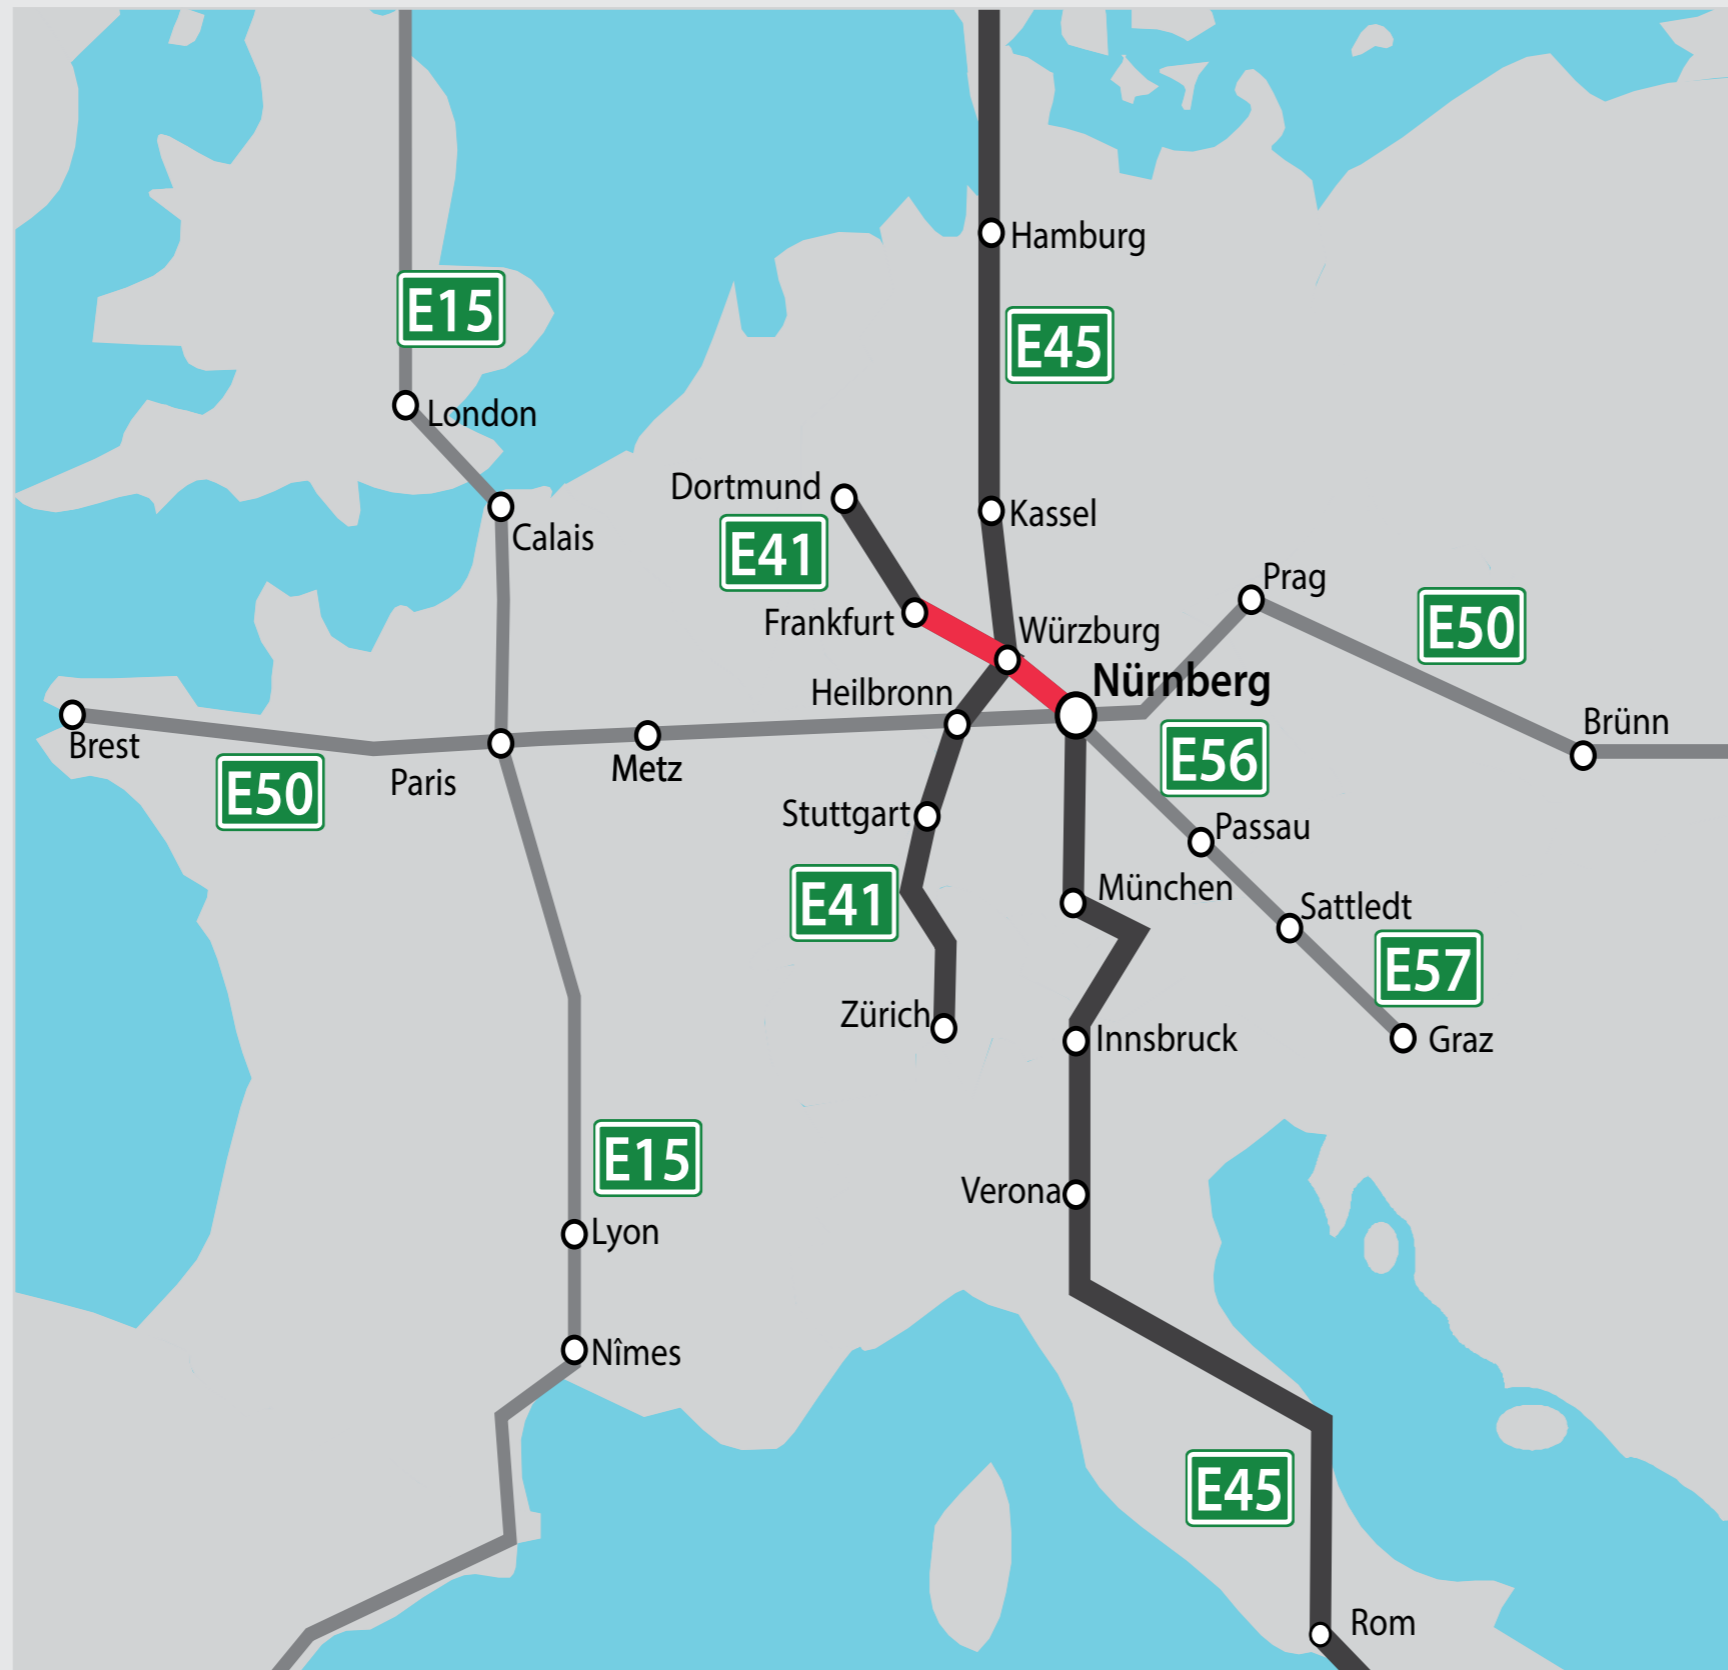 Hamburg
E15
E45
London
Dortmund
Kassel
Calais
E41
Prag
E50
Frankfurt
Würzburg
Nürnberg
Heilbronn
Brünn
Brest
Paris
Metz
E56
E50
Stuttgart
Passau
München
E41
Sattledt
E57
Zürich
Innsbruck
Graz
E15
Verona
Lyon
Nîmes
E45
Rom